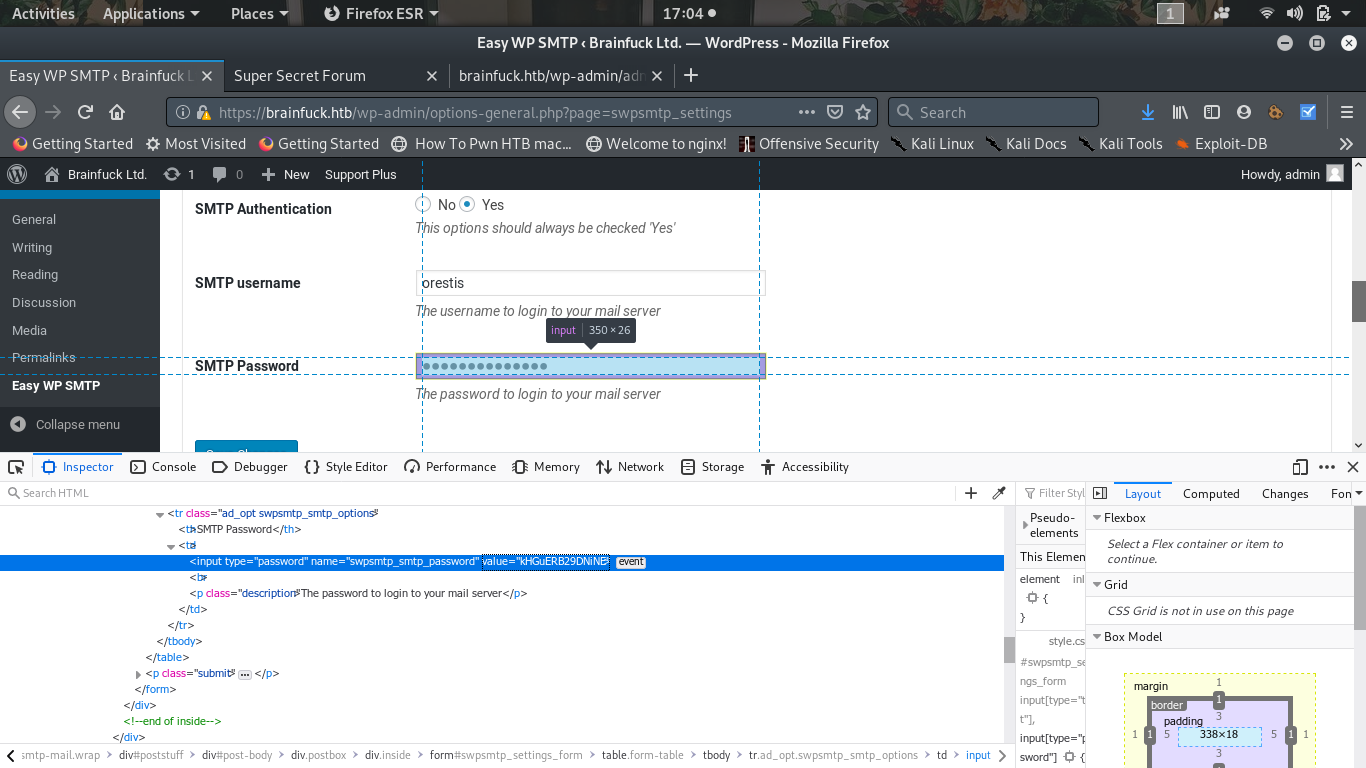 Activities Applications Places Firefox ESR 17:04 1
Easy WP SMTP ‹ Brainfuck Ltd. — WordPress - Mozilla Firefox
Easy WP SMTP ‹ Brainfuck L Super Secret Forum brainfuck.htb/wp-admin/adn
https://brainfuck.htb/wp-admin/options-general.php?page=swpsmtp_settings Search
Getting Started Most Visited Getting Started How To Pwn HTB mac... Welcome to nginx! Offensive Security Kali Linux Kali Docs Kali Tools Exploit-DB
Brainfuck Ltd. 1 0 New Support Plus Howdy, admin
General
Writing
Reading
Discussion
Media
Permalinks
Easy WP SMTP
Collapse menu
SMTP Authentication No Yes
This options should always be checked 'Yes'
SMTP username orestis
The username to login to your mail server
input 350 × 26
SMTP Password
The password to login to your mail server
Inspector Console Debugger Style Editor Performance Memory Network Storage Accessibility
Search HTML
<tr class="ad_opt swpsmtp_smtp_options">
<th>SMTP Password</th>
<td>
<input type="password" name="swpsmtp_smtp_password" value="kHGuERB29DNiNE"> event
<br>
<p class="description">The password to login to your mail server</p>
</td>
</tr>
</tbody>
</table>
<p class="submit"> ... </p>
</form>
</div>
<!--end of inside-->
</div>
smtp-mail.wrap div#poststuff div#post-body div.postbox div.inside form#swpsmtp_settings_form table.form-table tbody tr.ad_opt.swpsmtp_smtp_options td input
Filter Styl
Pseudo-
elements
This Elemen
element inl
{
}
style.cs
#swpsmtp_se
ngs_form
input[type="t
t"],
input[type="p
sword"] {
Layout Computed Changes Fon
Flexbox
Select a Flex container or item to
continue.
Grid
CSS Grid is not in use on this page
Box Model
margin 1
border 1
padding 3
1 1 5 338×18 5 1 1
3